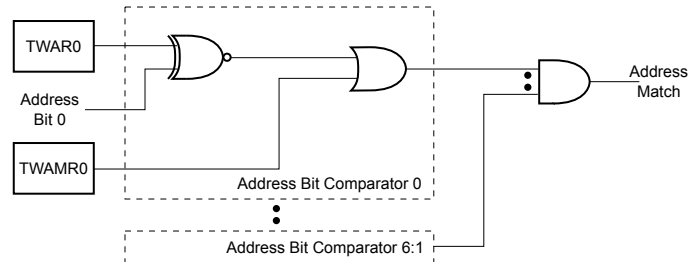 TWAR0
Address
Bit 0
TWAMR0
Address Bit Comparator 0
Address
Match
Address Bit Comparator 6:1